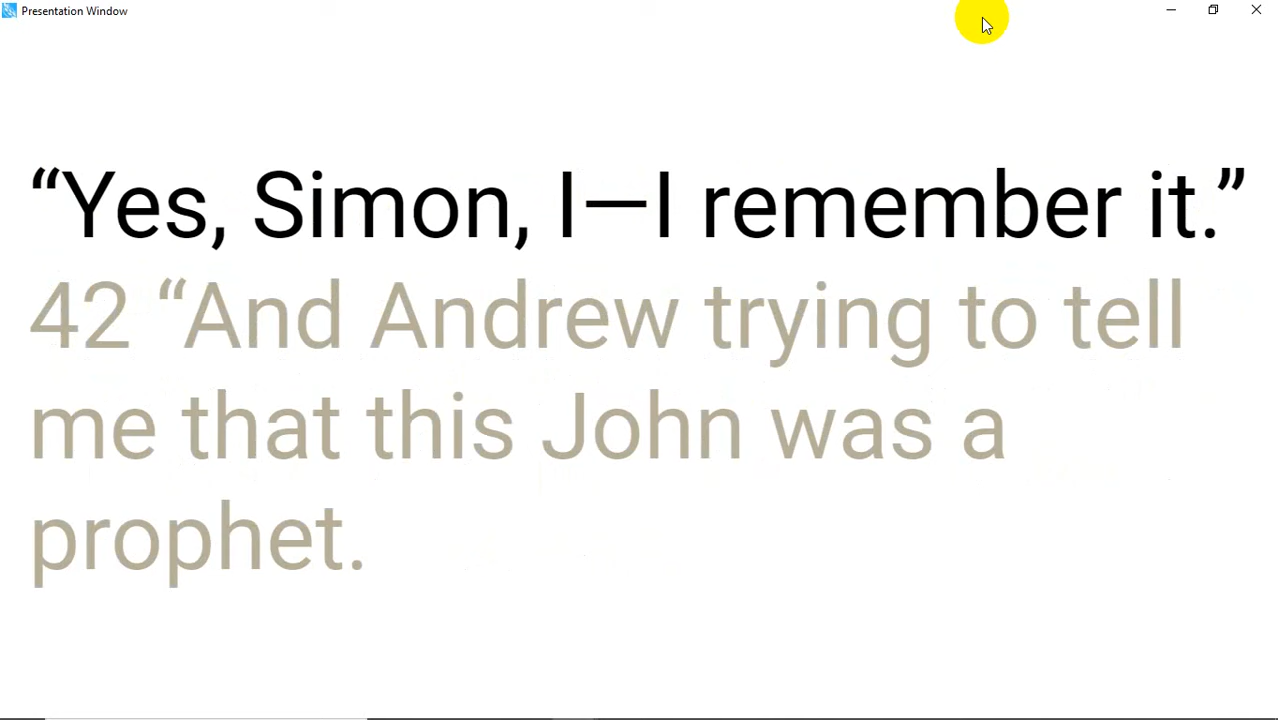 Presentation Window
“Yes, Simon, I—I remember it.”
42 “And Andrew trying to tell
me that this John was a
prophet.